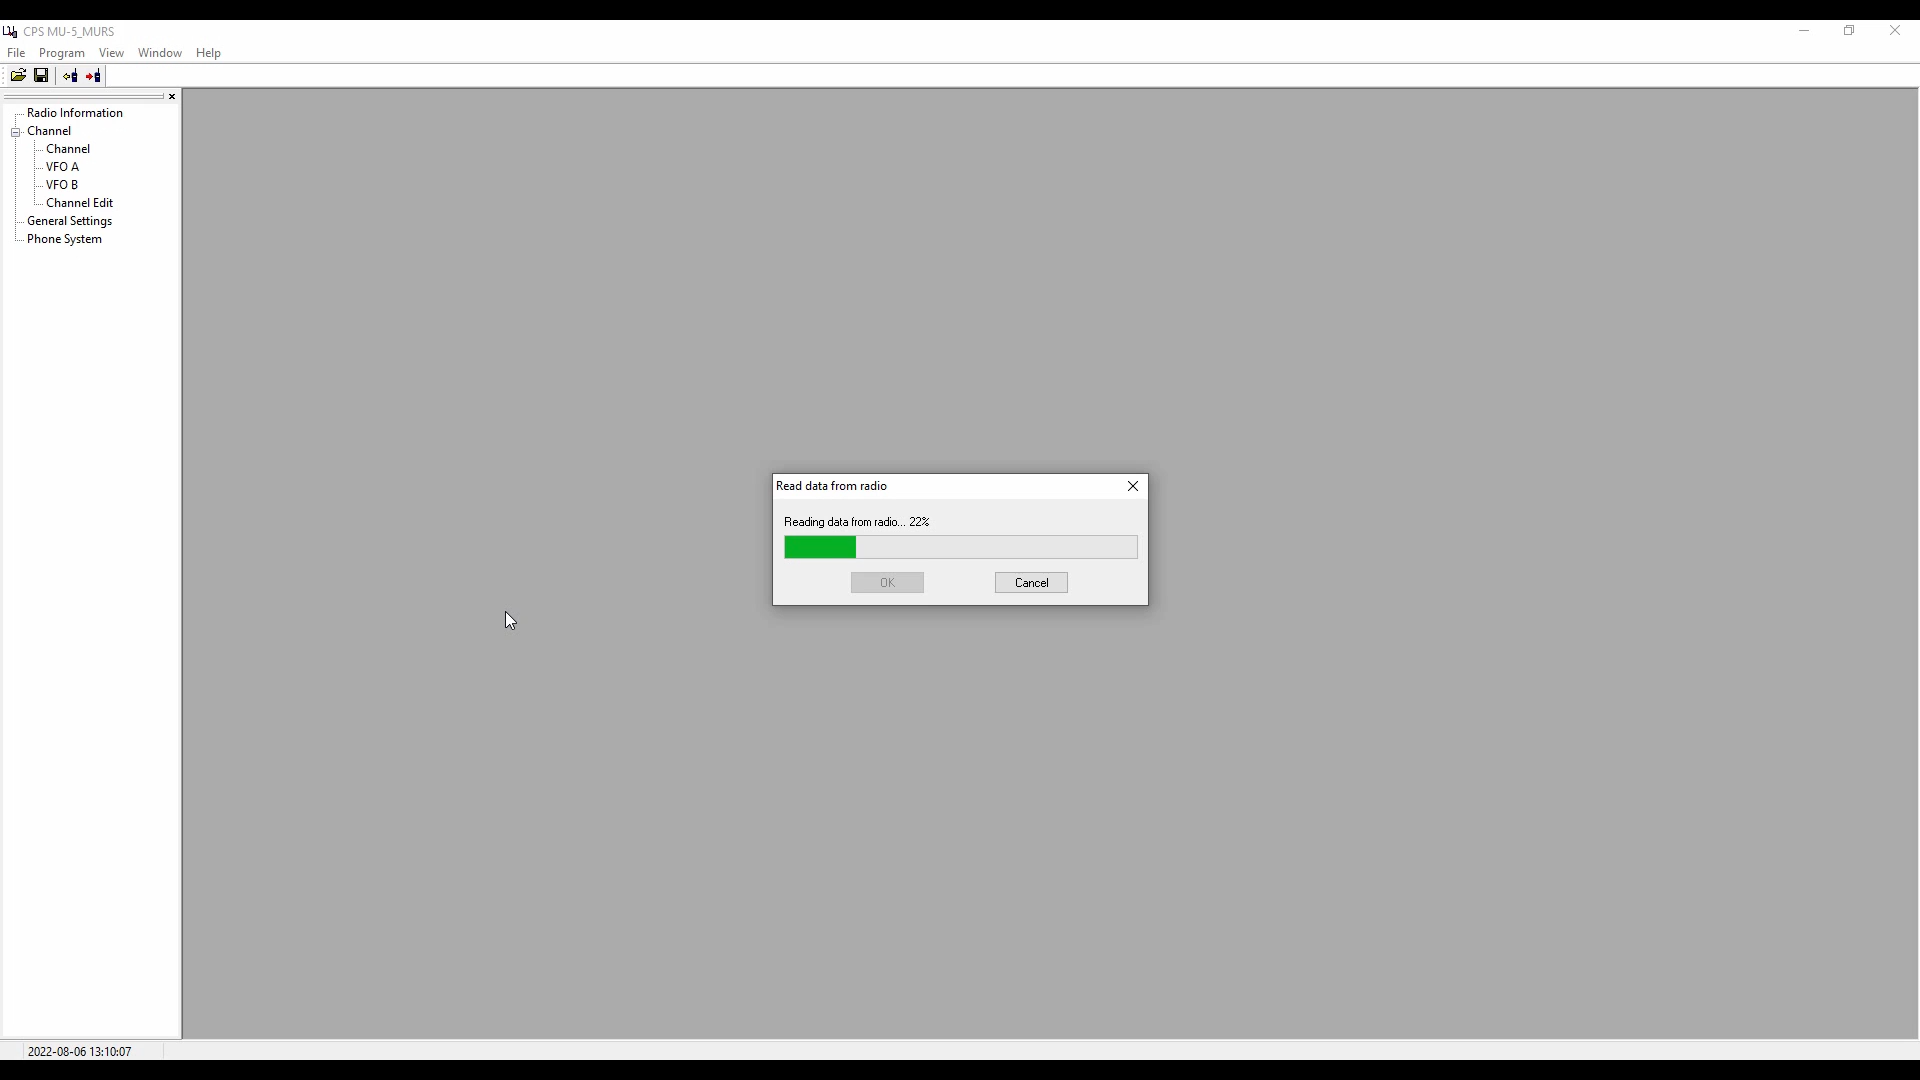 CPS MU-5_MURS
File Program View Window Help
Radio Information
Channel
Channel
VFO A
VFO B
Channel Edit
General Settings
Phone System
Read data from radio
Reading data from radio... 22%
OK Cancel
2022-08-06 13:10:07